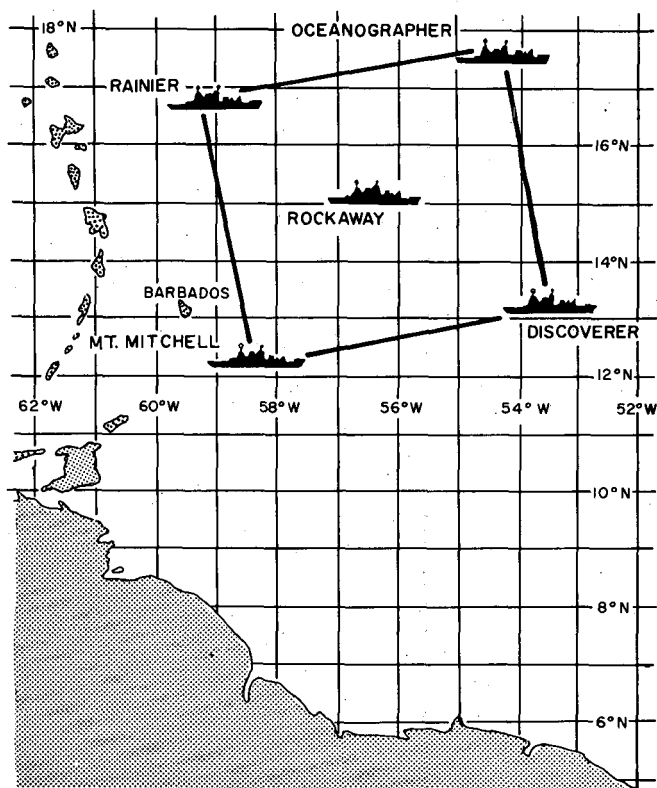 18°N
OCEANOGRAPHER
RAINIER
16°N
ROCKAWAY
14°N
BARBADOS
MT. MITCHELL
DISCOVERER
12°N
62°W 60°W 58°W 56°W 54°W 52°W
10°N
8°N
6°N